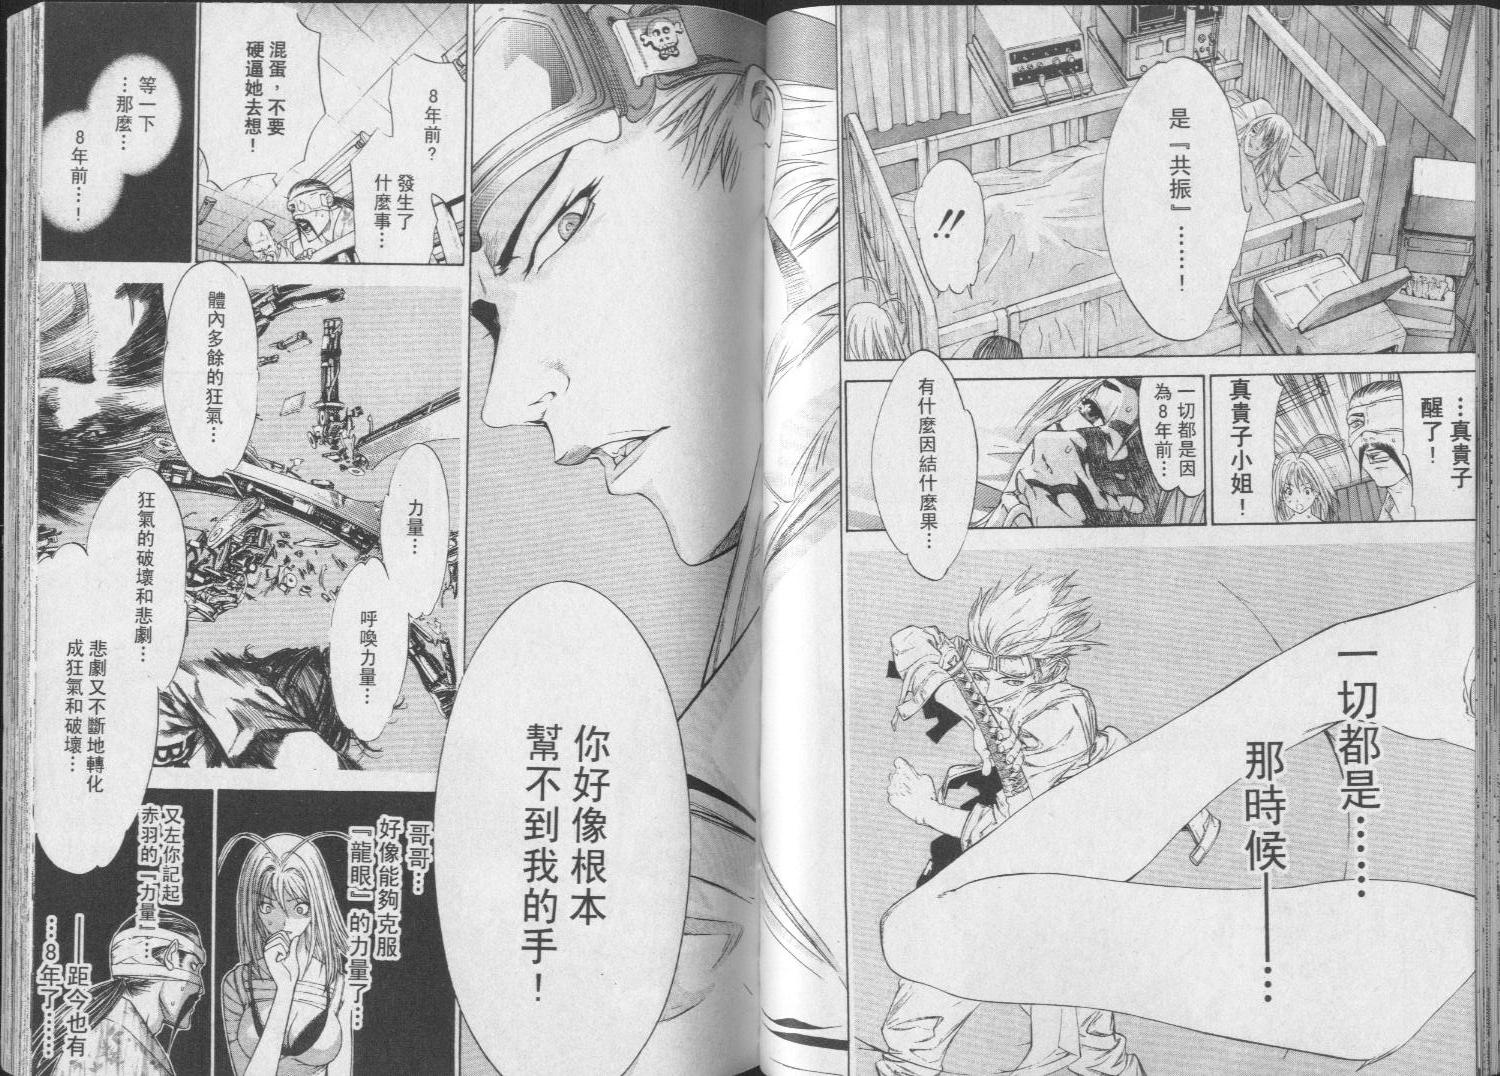 是『共振』……！
！！
…真貴子
醒了！
真貴子小姐！
一切都是因
為8年前…
有什麼因結什麼果…
一切都是……
那時候——…
你好像根本
幫不到我的手！
8年前？
發生了
什麼事…
混蛋，不要
硬逼她去想！
等一下
…那麼…
8年前…！
體內多餘的狂氣…
力量…
呼喚力量…
狂氣的破壞和悲劇…
悲劇又不斷地轉化
成狂氣和破壞…
B
哥哥…
好像能夠克服
『龍眼』的力量了…
又左你記起
赤羽的「力量」…
——距今也有
…8年了……